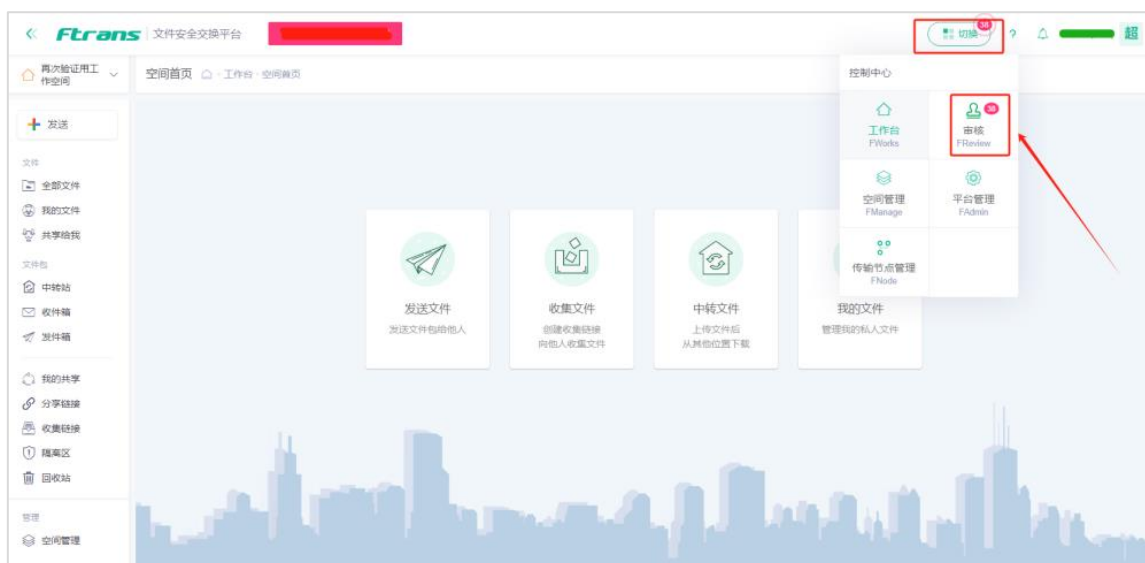 « Ftrans 文件安全交换平台
切换 38 ? 超
再次验证用工
作空间
空间首页 · 工作台 · 空间首页
控制中心
工作台
FWorks
38
审核
FReview
空间管理
FManage
平台管理
FAdmin
传输节点管理
FNode
发送
文件
全部文件
我的文件
共享给我
文件包
中转站
收件箱
发件箱
我的共享
分享链接
收集链接
隔离区
回收站
管理
空间管理
发送文件
发送文件包给他人
收集文件
创建收集链接
向他人收集文件
中转文件
上传文件后
从其他位置下载
我的文件
管理我的私人文件